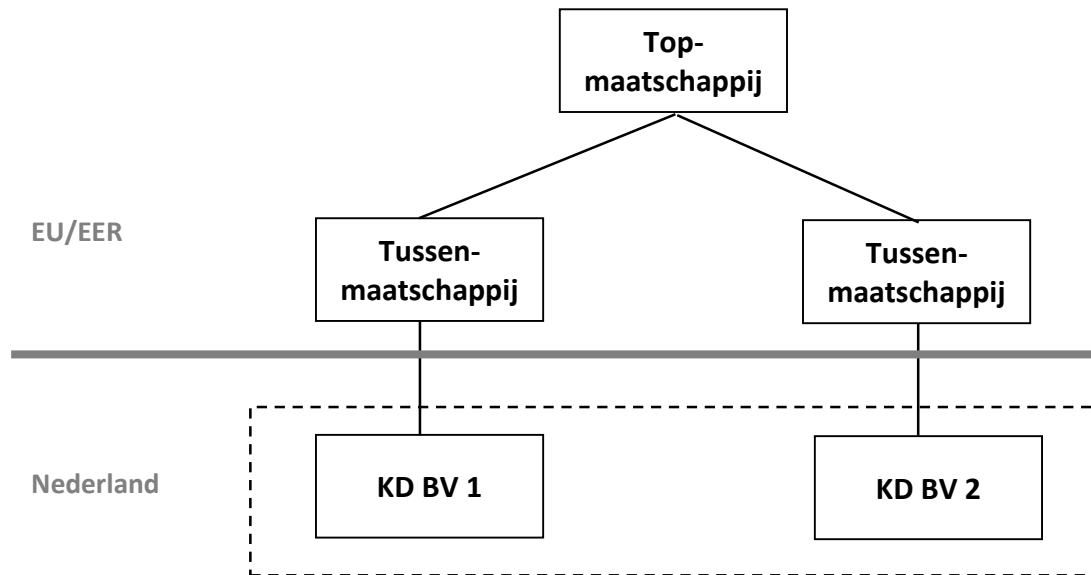 Top-
maatschappij
EU/EER
Tussen-
maatschappij
Tussen-
maatschappij
Nederland
KD BV 1
KD BV 2